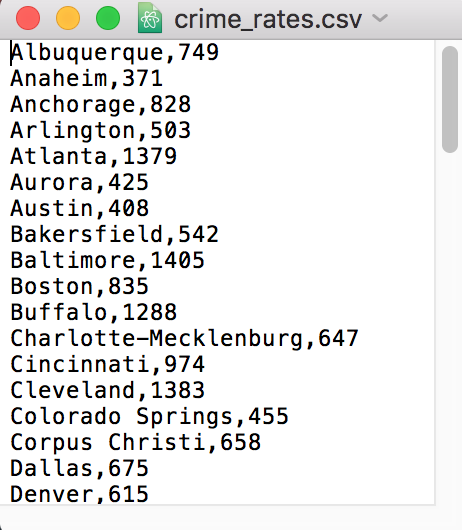 crime_rates.csv
Albuquerque,749
Anaheim,371
Anchorage,828
Arlington,503
Atlanta,1379
Aurora,425
Austin,408
Bakersfield,542
Baltimore,1405
Boston,835
Buffalo,1288
Charlotte-Mecklenburg,647
Cincinnati,974
Cleveland,1383
Colorado Springs,455
Corpus Christi,658
Dallas,675
Denver,615